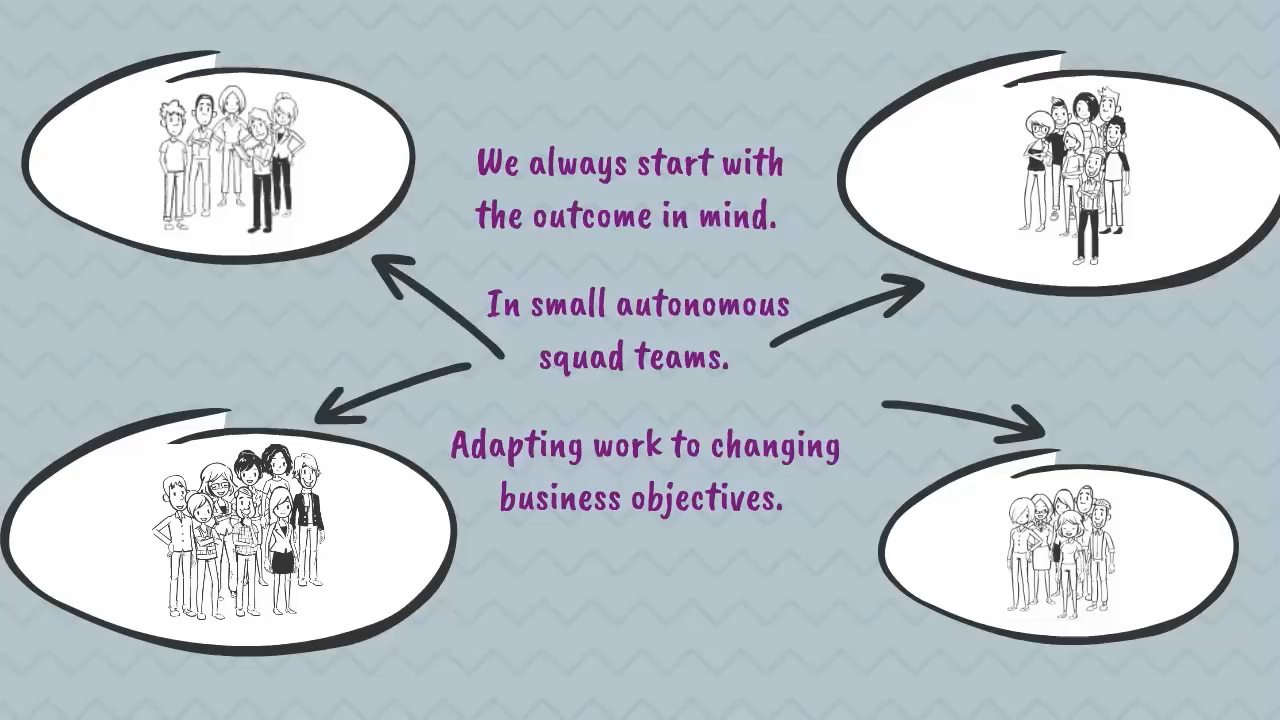 We always start with
the outcome in mind.
In small autonomous
squad teams.
Adapting work to changing
business objectives.